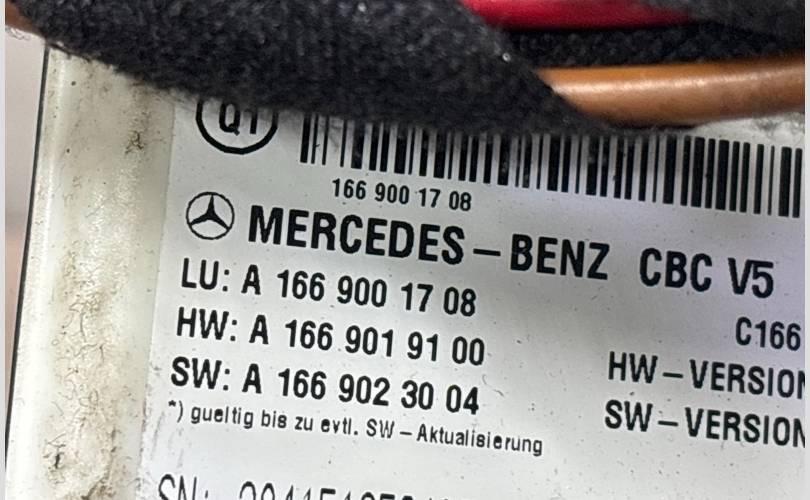 Q1
166 900 17 08
MERCEDES-BENZ CBC V5
LU: A 166 900 17 08
C166
HW: A 166 901 91 00
HW-VERSION
SW: A 166 902 30 04
SW-VERSION
*) gueltig bis zu evtl. SW-Aktualisierung
SN: